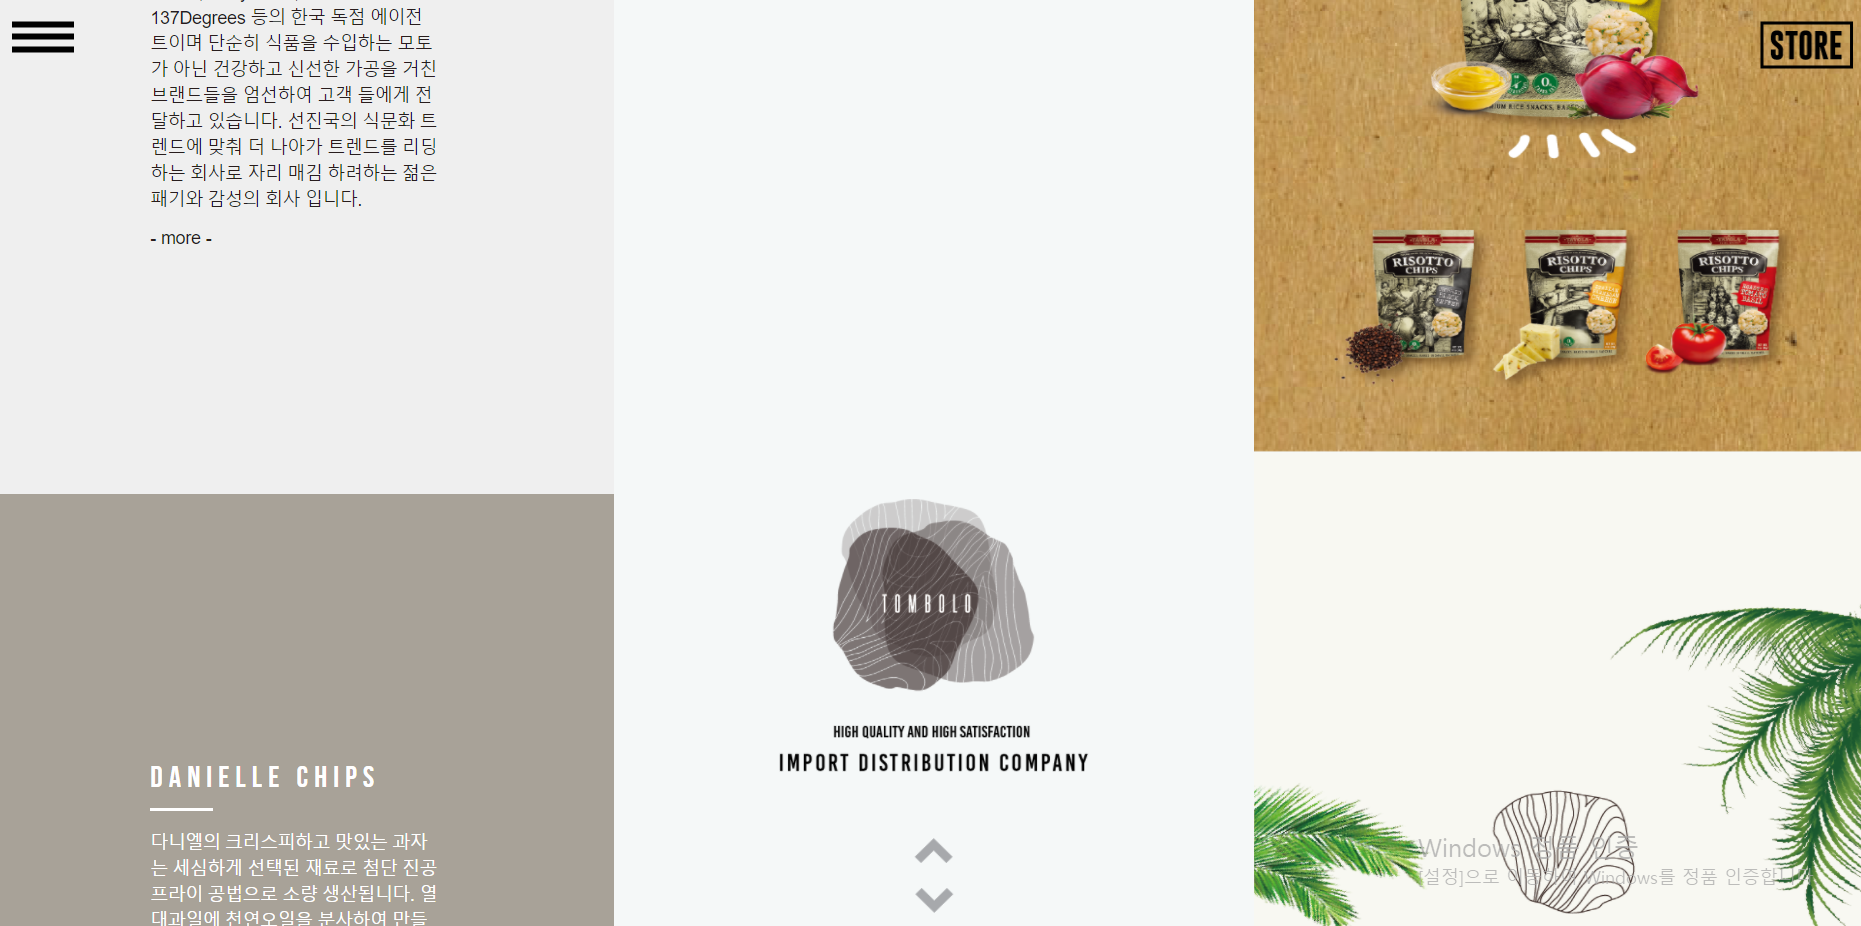 137Degrees 등의 한국 독점 에이전
트이며 단순히 식품을 수입하는 모토
가 아닌 건강하고 신선한 가공을 거친
브랜드들을 엄선하여 고객 들에게 전
달하고 있습니다. 선진국의 식문화 트
렌드에 맞춰 더 나아가 트렌드를 리딩
하는 회사로 자리 매김 하려하는 젊은
패기와 감성의 회사 입니다.
- more -
DANIELLE CHIPS
다니엘의 크리스피하고 맛있는 과자
는 세심하게 선택된 재료로 첨단 진공
프라이 공법으로 소량 생산됩니다. 열
대과일에 천연오일을 분사하여 만들
TOMBOLO
HIGH QUALITY AND HIGH SATISFACTION
IMPORT DISTRIBUTION COMPANY
STORE
RISOTTO
CHIPS
RISOTTO
CHIPS
RISOTTO
CHIPS
ROASTED
TOMATO
BASIL
Windows 정품 인증
[설정]으로 이동하여 Windows를 정품 인증합니다.